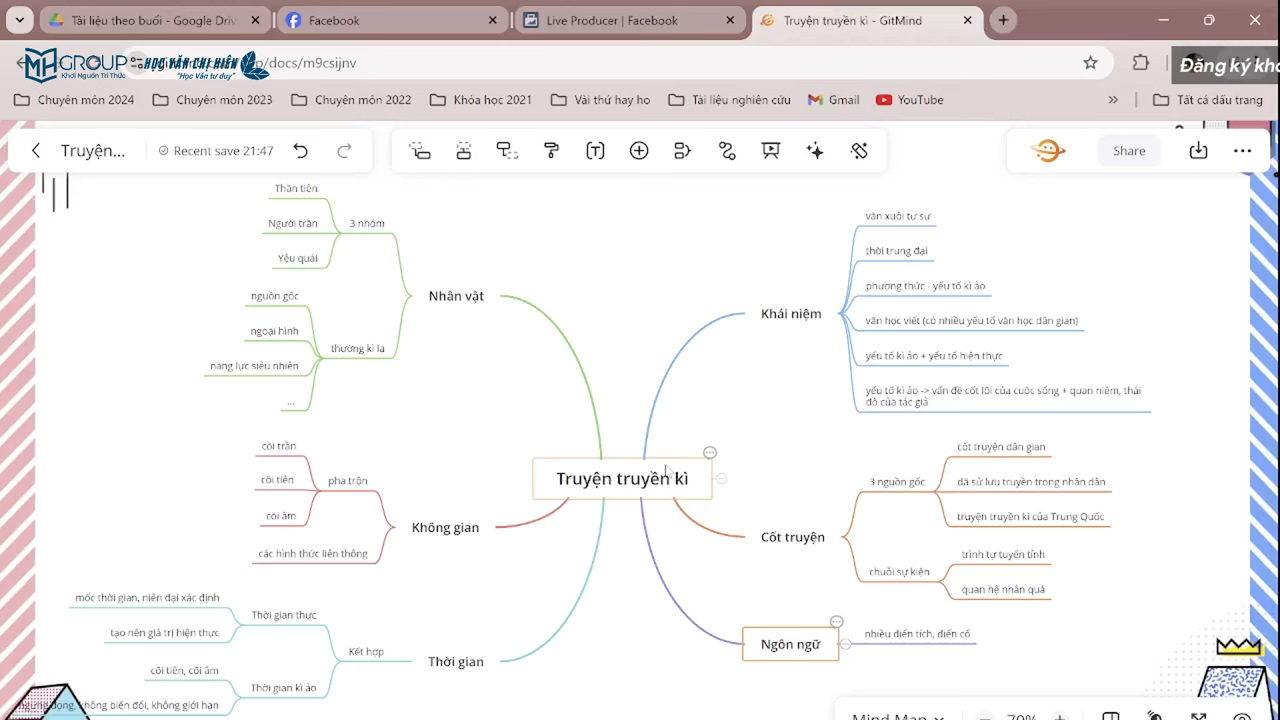 Tài liệu theo buổi - Google Driv
Facebook
Live Producer | Facebook
Truyện truyền kì - GitMind
MH GROUP
Khơi Nguồn Tri Thức
HỌC VĂN CHỊ HIÊN
"Học Văn tư duy"
/docs/m9csijnv
Đăng ký kho
Chuyên môn 2024
Chuyên môn 2023
Chuyên môn 2022
Khóa học 2021
Vài thứ hay ho
Tài liệu nghiên cứu
Gmail
YouTube
Tất cả dấu trang
Truyện...
Recent save 21:47
Share
Thần tiên
Người trần
Yêu quái
3 nhóm
nguồn gốc
ngoại hình
năng lực siêu nhiên
...
thường kì lạ
Nhân vật
cõi trần
cõi tiên
cõi âm
pha trộn
các hình thức liên thông
Không gian
mốc thời gian, niên đại xác định
tạo nên giá trị hiện thực
Thời gian thực
cõi tiên, cõi âm
động, không biến đổi, không giới hạn
Thời gian kì ảo
Kết hợp
Thời gian
Truyện truyền kì
Khái niệm
văn xuôi tự sự
thời trung đại
phương thức - yếu tố kì ảo
văn học viết (có nhiều yếu tố văn học dân gian)
yếu tố kì ảo + yếu tố hiện thực
yếu tố kì ảo -> vấn đề cốt lõi của cuộc sống + quan niệm, thái
độ của tác giả
Cốt truyện
3 nguồn gốc
cốt truyện dân gian
dã sử lưu truyền trong nhân dân
truyện truyền kì của Trung Quốc
chuỗi sự kiện
trình tự tuyến tính
quan hệ nhân quả
Ngôn ngữ
nhiều điển tích, điển cố
Mind Map
70%